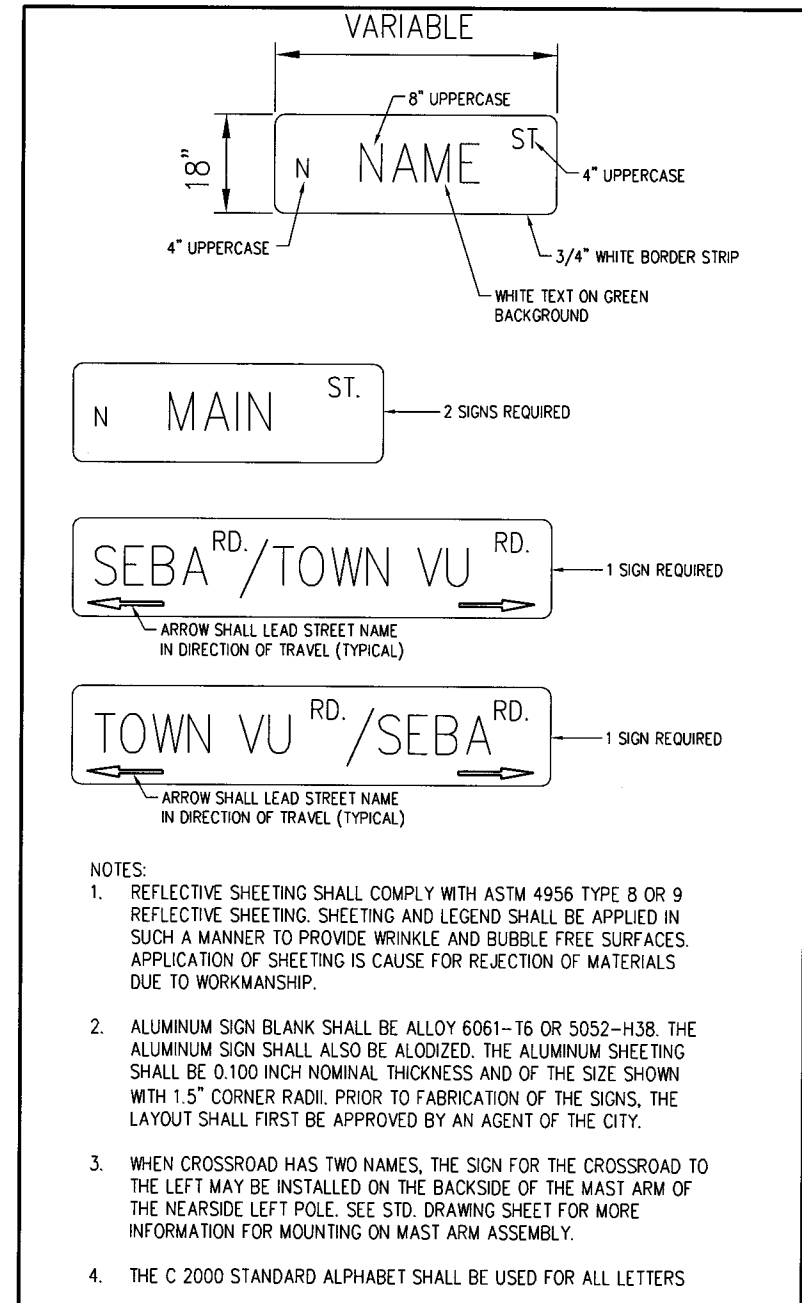 VARIABLE
8" UPPERCASE
18"
N NAME ST.
4" UPPERCASE
4" UPPERCASE
3/4" WHITE BORDER STRIP
WHITE TEXT ON GREEN
BACKGROUND
N MAIN ST.
2 SIGNS REQUIRED
SEBA RD./TOWN VU RD.
1 SIGN REQUIRED
ARROW SHALL LEAD STREET NAME
IN DIRECTION OF TRAVEL (TYPICAL)
TOWN VU RD./SEBA RD.
1 SIGN REQUIRED
ARROW SHALL LEAD STREET NAME
IN DIRECTION OF TRAVEL (TYPICAL)
NOTES:
1. REFLECTIVE SHEETING SHALL COMPLY WITH ASTM 4956 TYPE 8 OR 9
REFLECTIVE SHEETING. SHEETING AND LEGEND SHALL BE APPLIED IN
SUCH A MANNER TO PROVIDE WRINKLE AND BUBBLE FREE SURFACES.
APPLICATION OF SHEETING IS CAUSE FOR REJECTION OF MATERIALS
DUE TO WORKMANSHIP.
2. ALUMINUM SIGN BLANK SHALL BE ALLOY 6061-T6 OR 5052-H38. THE
ALUMINUM SIGN SHALL ALSO BE ALODIZED. THE ALUMINUM SHEETING
SHALL BE 0.100 INCH NOMINAL THICKNESS AND OF THE SIZE SHOWN
WITH 1.5" CORNER RADII. PRIOR TO FABRICATION OF THE SIGNS, THE
LAYOUT SHALL FIRST BE APPROVED BY AN AGENT OF THE CITY.
3. WHEN CROSSROAD HAS TWO NAMES, THE SIGN FOR THE CROSSROAD TO
THE LEFT MAY BE INSTALLED ON THE BACKSIDE OF THE MAST ARM OF
THE NEARSIDE LEFT POLE. SEE STD. DRAWING SHEET FOR MORE
INFORMATION FOR MOUNTING ON MAST ARM ASSEMBLY.
4. THE C 2000 STANDARD ALPHABET SHALL BE USED FOR ALL LETTERS